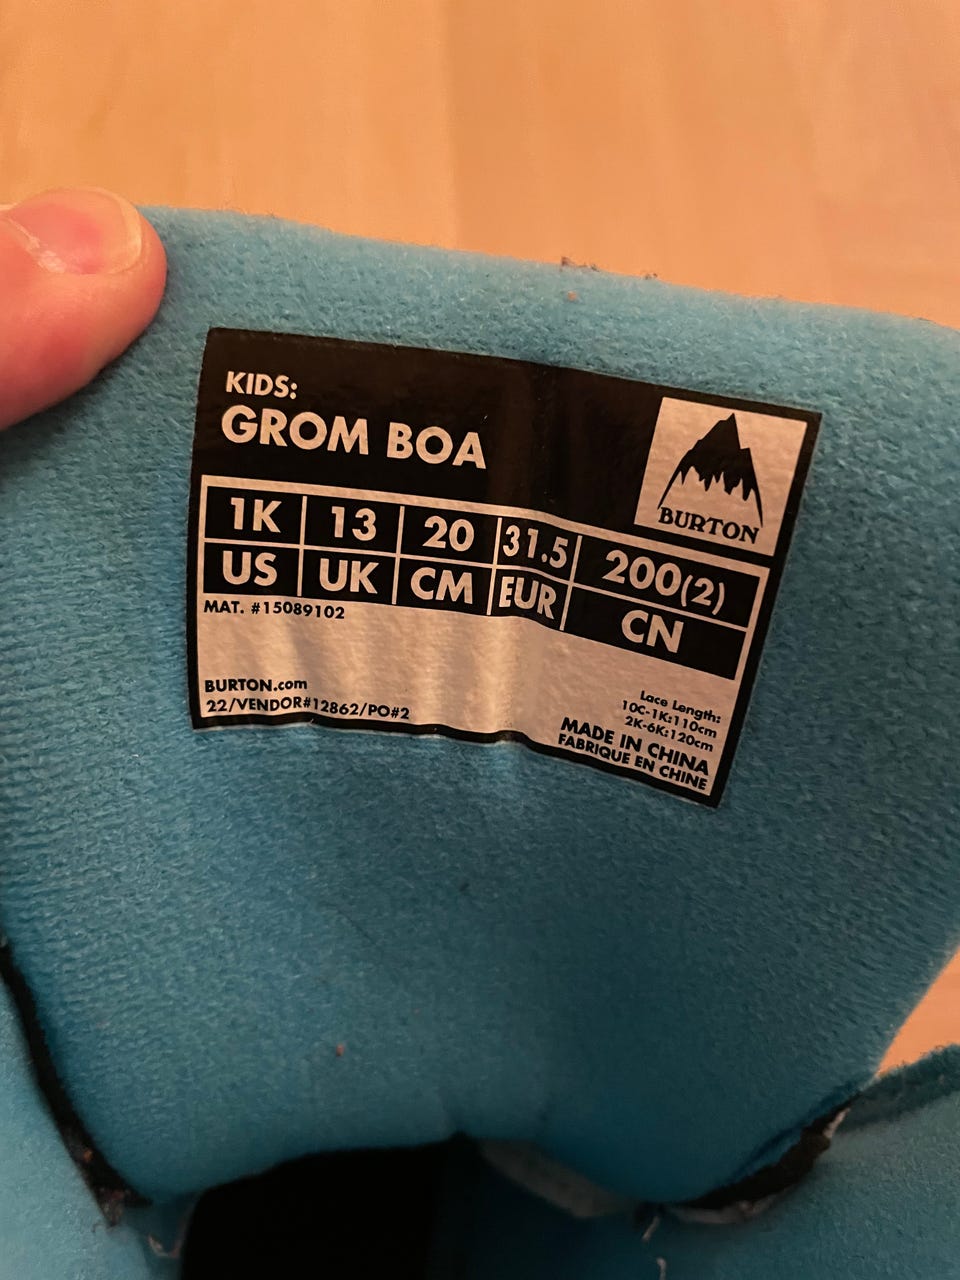 KIDS:
GROM BOA
BURTON
1K 13 20 31.5 200(2)
US UK CM EUR CN
MAT. #15089102
BURTON.com
22/VENDOR#12862/PO#2
Lace Length:
10C-1K:110cm
2K-6K:120cm
MADE IN CHINA
FABRIQUE EN CHINE